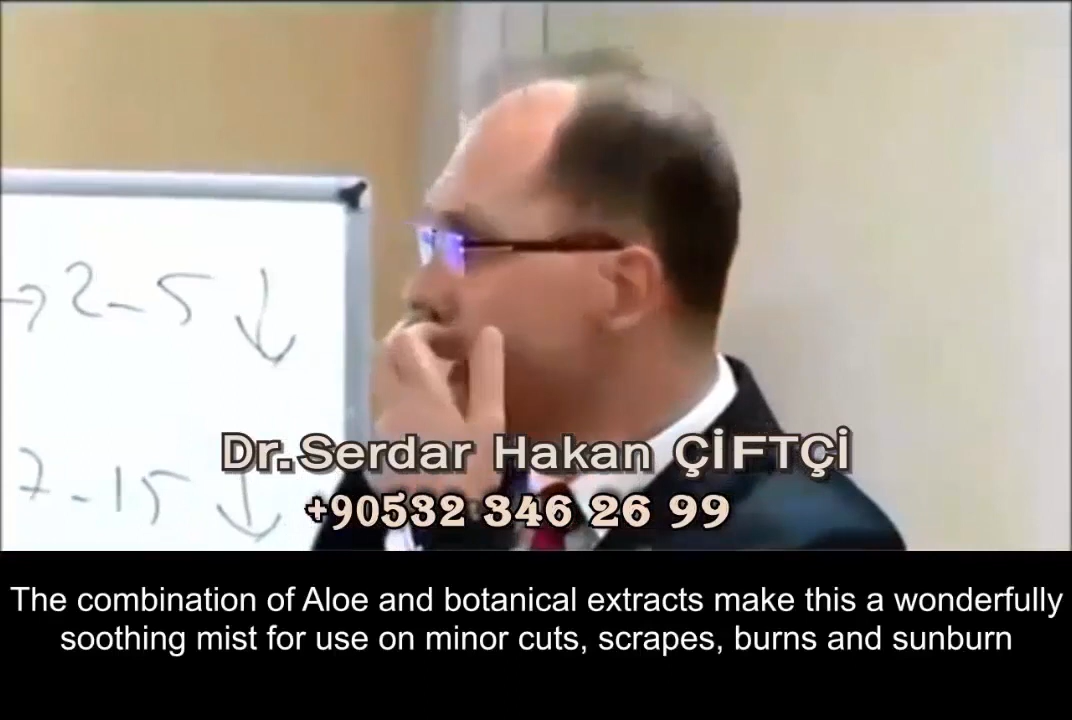 → 2-5 ↓
7-15 ↓
Dr.Serdar Hakan ÇİFTÇİ
+90532 346 26 99
The combination of Aloe and botanical extracts make this a wonderfully
soothing mist for use on minor cuts, scrapes, burns and sunburn